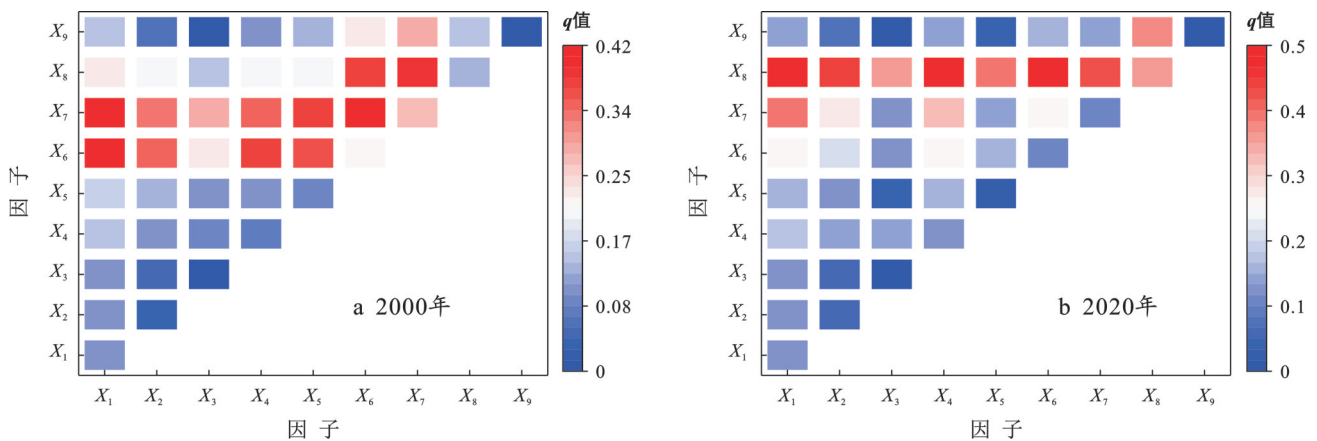 q值
X₉
X₈
X₇
X₆
X₅
X₄
X₃
X₂
X₁
因 子
0.42
0.34
0.25
0.17
0.08
0
a 2000年
X₁ X₂ X₃ X₄ X₅ X₆ X₇ X₈ X₉
因 子
q值
X₉
X₈
X₇
X₆
X₅
X₄
X₃
X₂
X₁
因 子
0.5
0.4
0.3
0.2
0.1
0
b 2020年
X₁ X₂ X₃ X₄ X₅ X₆ X₇ X₈ X₉
因 子